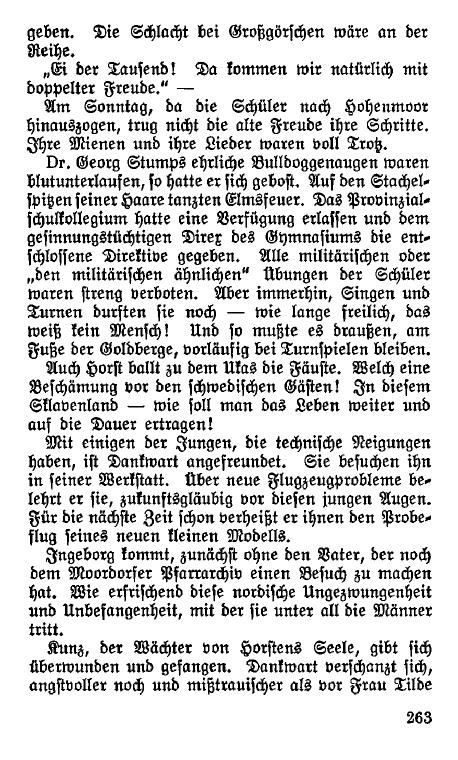 geben. Die Schlacht bei Großgörschen wäre an der
Reihe.
„Ei der Tausend! Da kommen wir natürlich mit
doppelter Freude.“ —
Am Sonntag, da die Schüler nach Hohenmoor
hinauszogen, trug nicht die alte Freude ihre Schritte.
Ihre Mienen und ihre Lieder waren voll Trotz.
Dr. Georg Stumps ehrliche Bulldoggenaugen waren
blutunterlaufen, so hatte er sich gebost. Auf den Stachel-
spitzen seiner Haare tanzten Elmsfeuer. Das Provinzial-
schulkollegium hatte eine Verfügung erlassen und dem
gesinnungstüchtigen Direx des Gymnasiums die ent-
schlossene Direktive gegeben. Alle militärischen oder
„den militärischen ähnlichen“ Übungen der Schüler
waren streng verboten. Aber immerhin, Singen und
Turnen durften sie noch — wie lange freilich, das
weiß kein Mensch! Und so mußte es draußen, am
Fuße der Goldberge, vorläufig bei Turnspielen bleiben.
Auch Horst ballt zu dem Ukas die Fäuste. Welch eine
Beschämung vor den schwedischen Gästen! In diesem
Sklavenland — wie soll man das Leben weiter und
auf die Dauer ertragen!
Mit einigen der Jungen, die technische Neigungen
haben, ist Dankwart angefreundet. Sie besuchen ihn
in seiner Werkstatt. Über neue Flugzeugprobleme be-
lehrt er sie, zukunftsgläubig vor diesen jungen Augen.
Für die nächste Zeit schon verheißt er ihnen den Probe-
flug seines neuen kleinen Modells.
Ingeborg kommt, zunächst ohne den Vater, der noch
dem Moordorfer Pfarrarchiv einen Besuch zu machen
hat. Wie erfrischend diese nordische Ungezwungenheit
und Unbefangenheit, mit der sie unter all die Männer
tritt.
Kunz, der Wächter von Horstens Seele, gibt sich
überwunden und gefangen. Dankwart verschanzt sich,
angstvoller noch und mißtrauischer als vor Frau Tilde
263